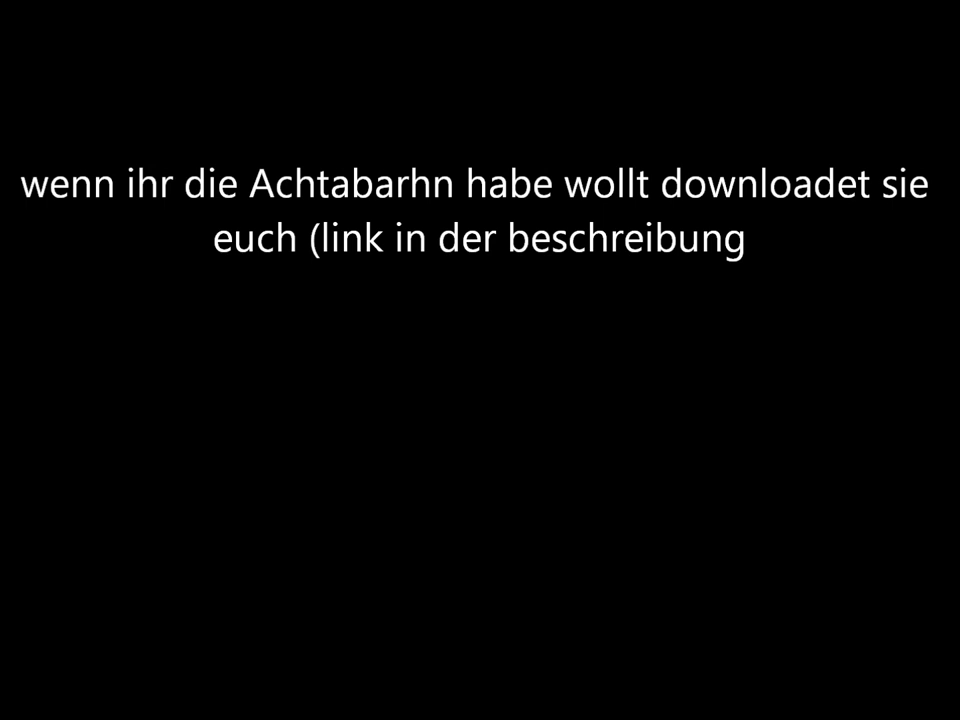 wenn ihr die Achtabarhn habe wollt downloadet sie
euch (link in der beschreibung